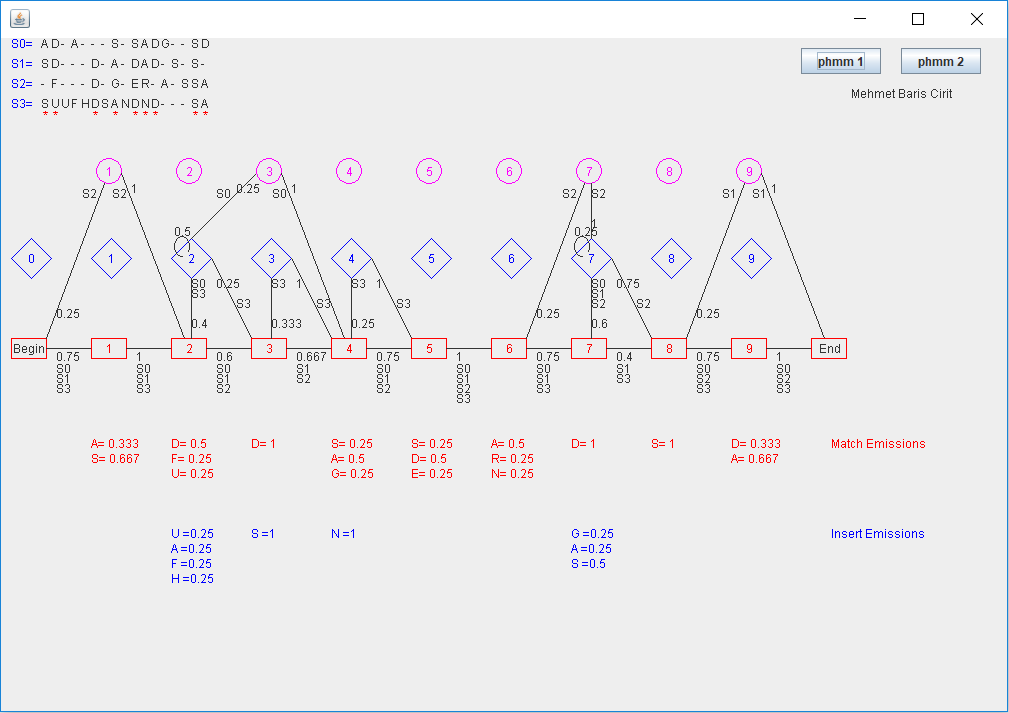 S0= A D - A - - - S - S A D G - - S D
phmm 1
phmm 2
S1= S D - - - D - A - D A D - S - S -
S2= - F - - - D - G - E R - A - S S A
Mehmet Baris Cirit
S3= S U U F H D S A N D N D - - - S A
* * * * * * * * *
1 2 3 4 5 6 7 8 9
S2 S2 1 S0 0.25 S0 1 S2 S2 S1 S1 1
0.5 1 0.25
0 1 2 3 4 5 6 7 8 9
S0 0.25 S3 1 S3 1 S0 0.75
S3 S1
S3 S3 S3 S2 S2
0.25 0.25 0.25
0.4 0.333 0.25 0.6
Begin 1 2 3 4 5 6 7 8 9 End
0.75 1 0.6 0.667 0.75 1 0.75 0.4 0.75 1
S0 S0 S0 S1 S0 S0 S0 S1 S0 S0
S1 S1 S1 S2 S1 S1 S1 S3 S2 S2
S3 S3 S2 S2 S2 S3 S3 S3
S3
A= 0.333 D= 0.5 D= 1 S= 0.25 S= 0.25 A= 0.5 D= 1 S= 1 D= 0.333 Match Emissions
S= 0.667 F= 0.25 A= 0.5 D= 0.5 R= 0.25 A= 0.667
U= 0.25 G= 0.25 E= 0.25 N= 0.25
U =0.25 S =1 N =1 G =0.25 Insert Emissions
A =0.25 A =0.25
F =0.25 S =0.5
H =0.25